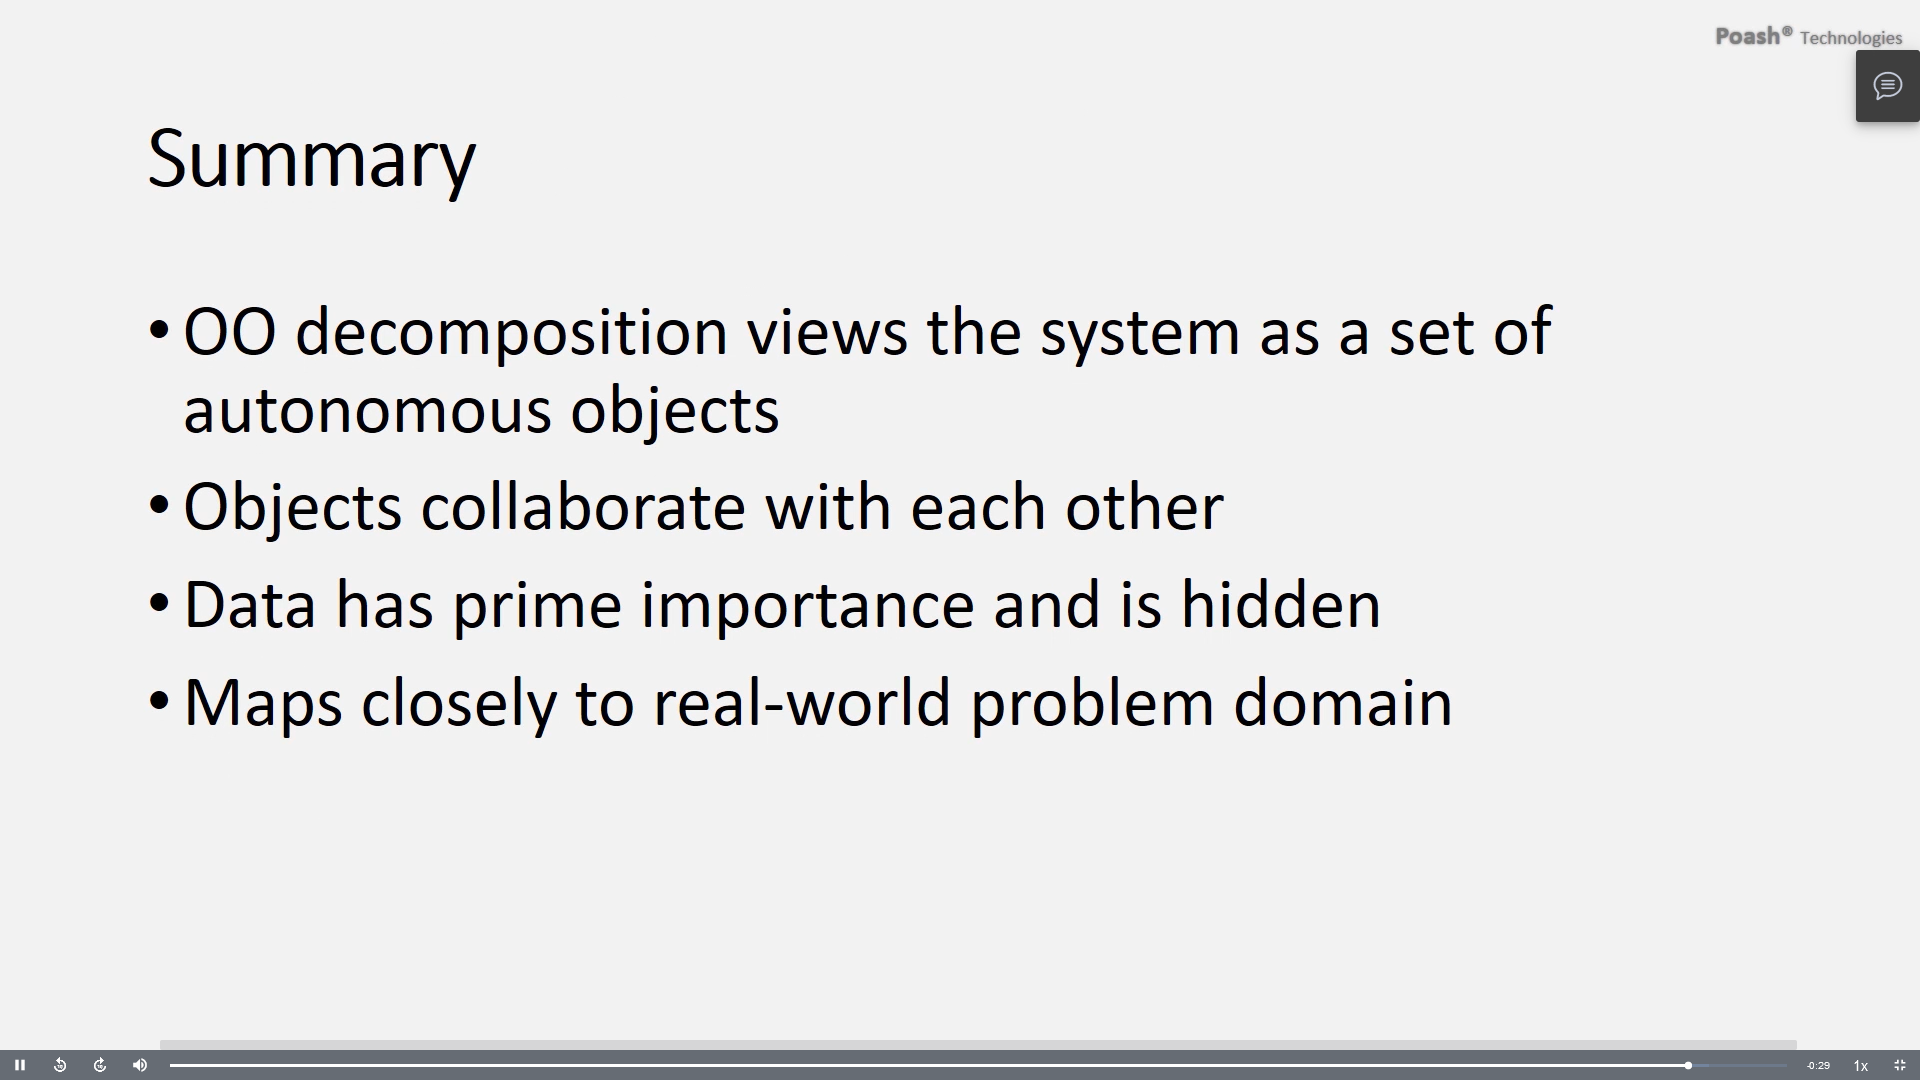 Poash® Technologies
Summary
• OO decomposition views the system as a set of
autonomous objects
• Objects collaborate with each other
• Data has prime importance and is hidden
• Maps closely to real-world problem domain
-0:29 1x